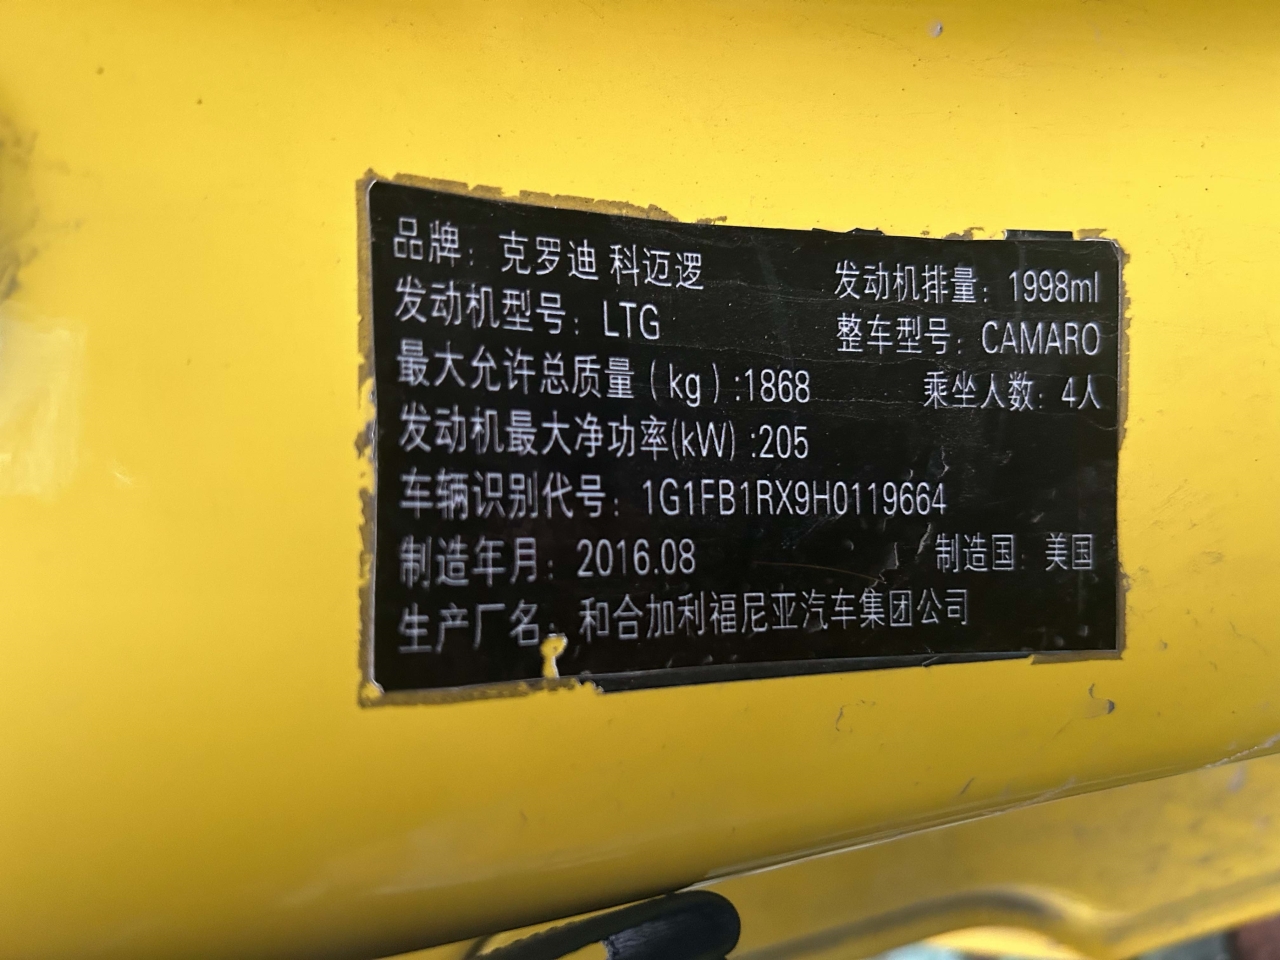 品牌：克罗迪 科迈逻
发动机排量：1998ml
发动机型号：LTG
整车型号：CAMARO
最大允许总质量（kg）:1868
乘坐人数：4人
发动机最大净功率(kW) :205
车辆识别代号：1G1FB1RX9H0119664
制造年月：2016.08
制造国：美国
生产厂名：和合加利福尼亚汽车集团公司